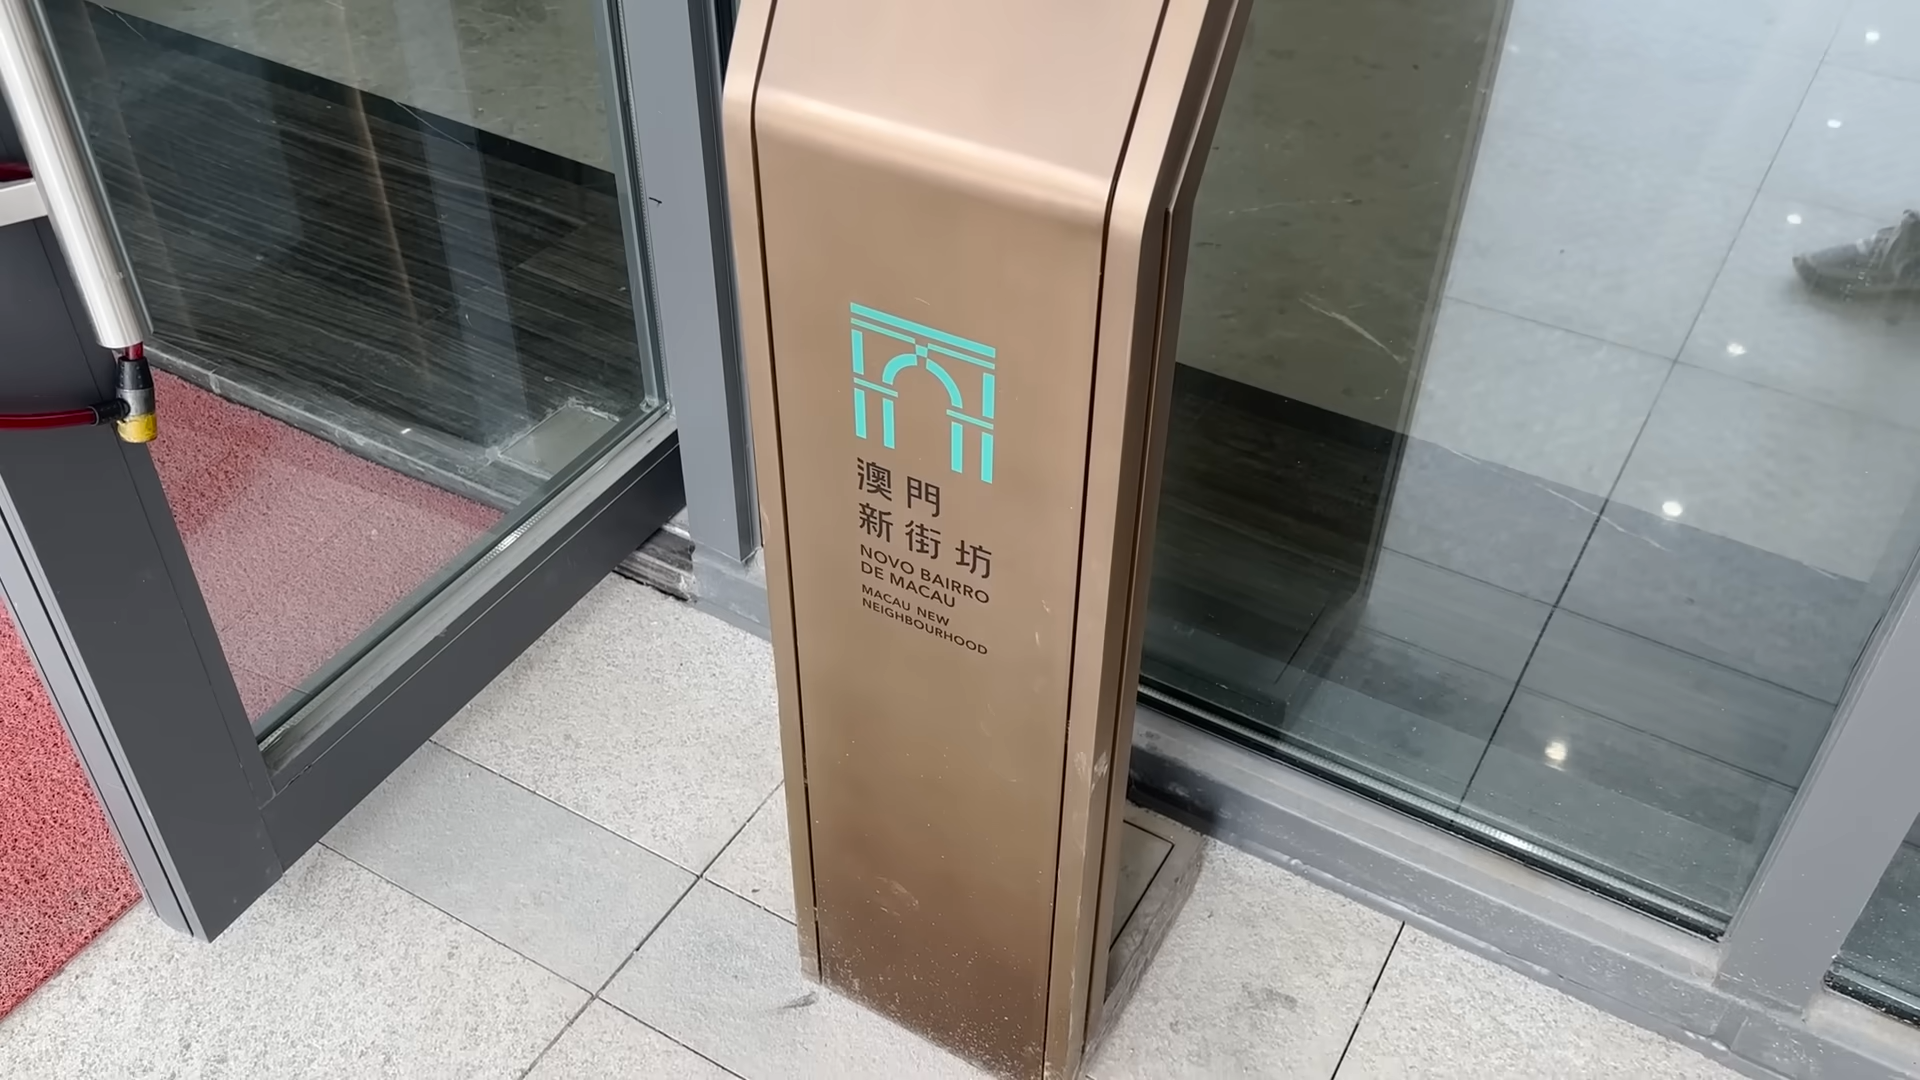 澳門
新街坊
NOVO BAIRRO
DE MACAU
MACAU NEW
NEIGHBOURHOOD